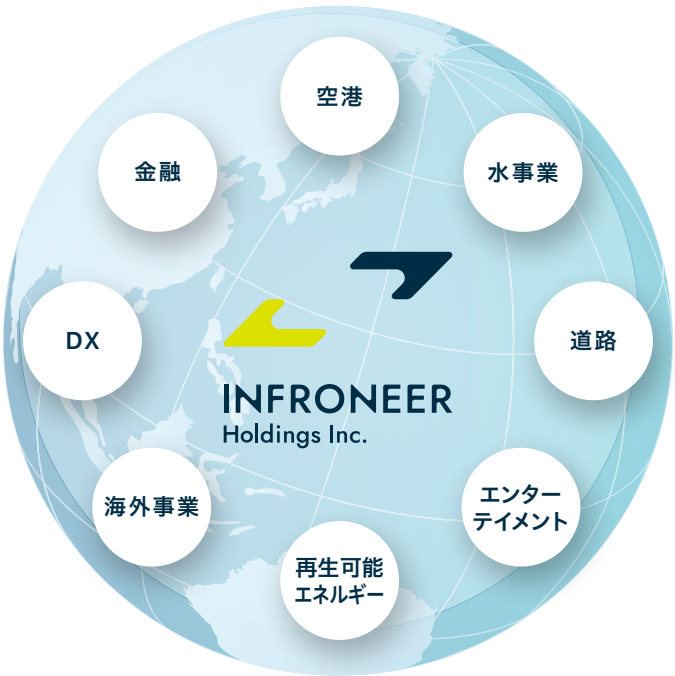 空港
金融
水事業
DX
道路
INFRONEER
Holdings Inc.
海外事業
エンター
テイメント
再生可能
エネルギー